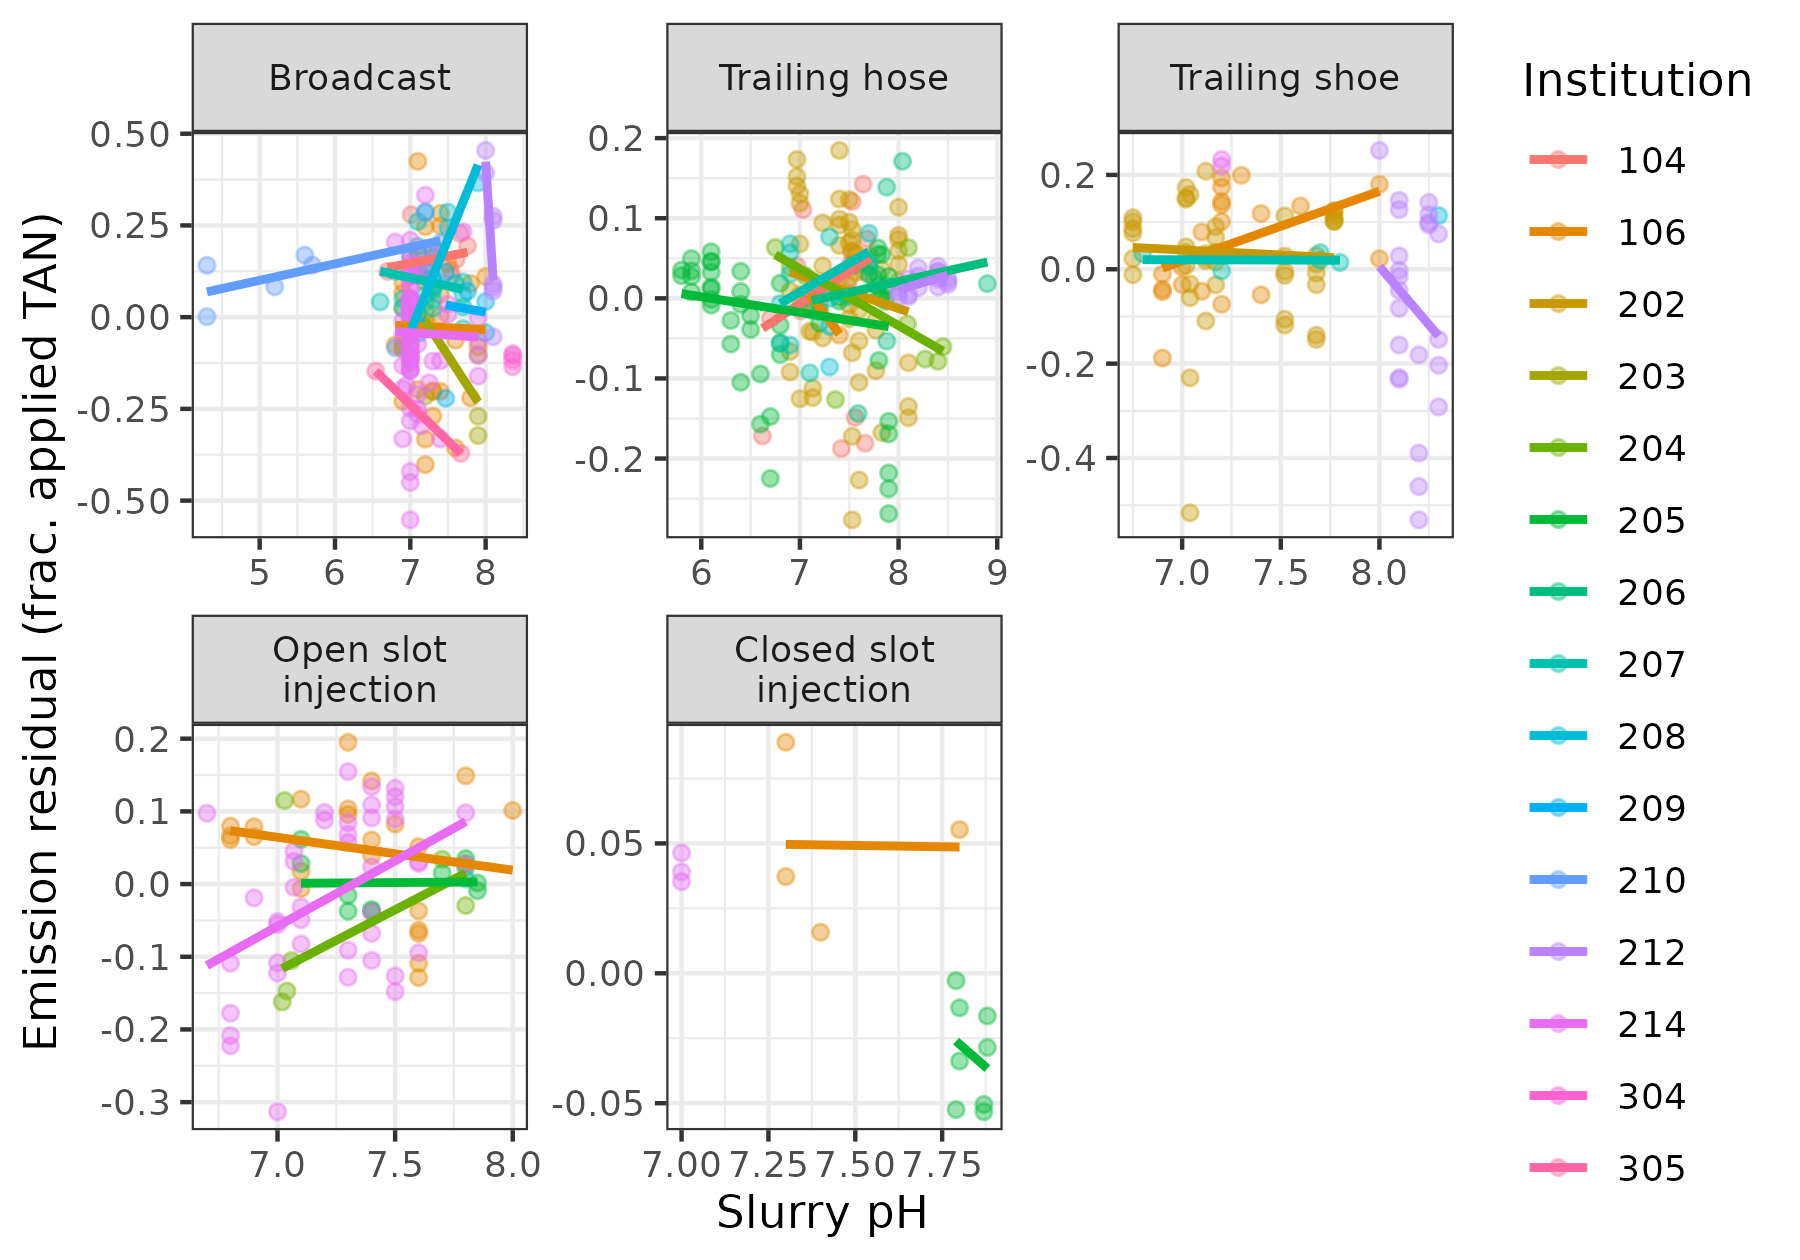 Broadcast
Trailing hose
Trailing shoe
Institution
0.50
0.25
0.00
-0.25
-0.50
5 6 7 8
0.2
0.1
0.0
-0.1
-0.2
6 7 8 9
0.2
0.0
-0.2
-0.4
7.0 7.5 8.0
104
106
202
203
204
205
206
207
208
209
210
212
214
304
305
Open slot
injection
Closed slot
injection
0.2
0.1
0.0
-0.1
-0.2
-0.3
7.0 7.5 8.0
0.05
0.00
-0.05
7.00 7.25 7.50 7.75
Slurry pH
Emission residual (frac. applied TAN)